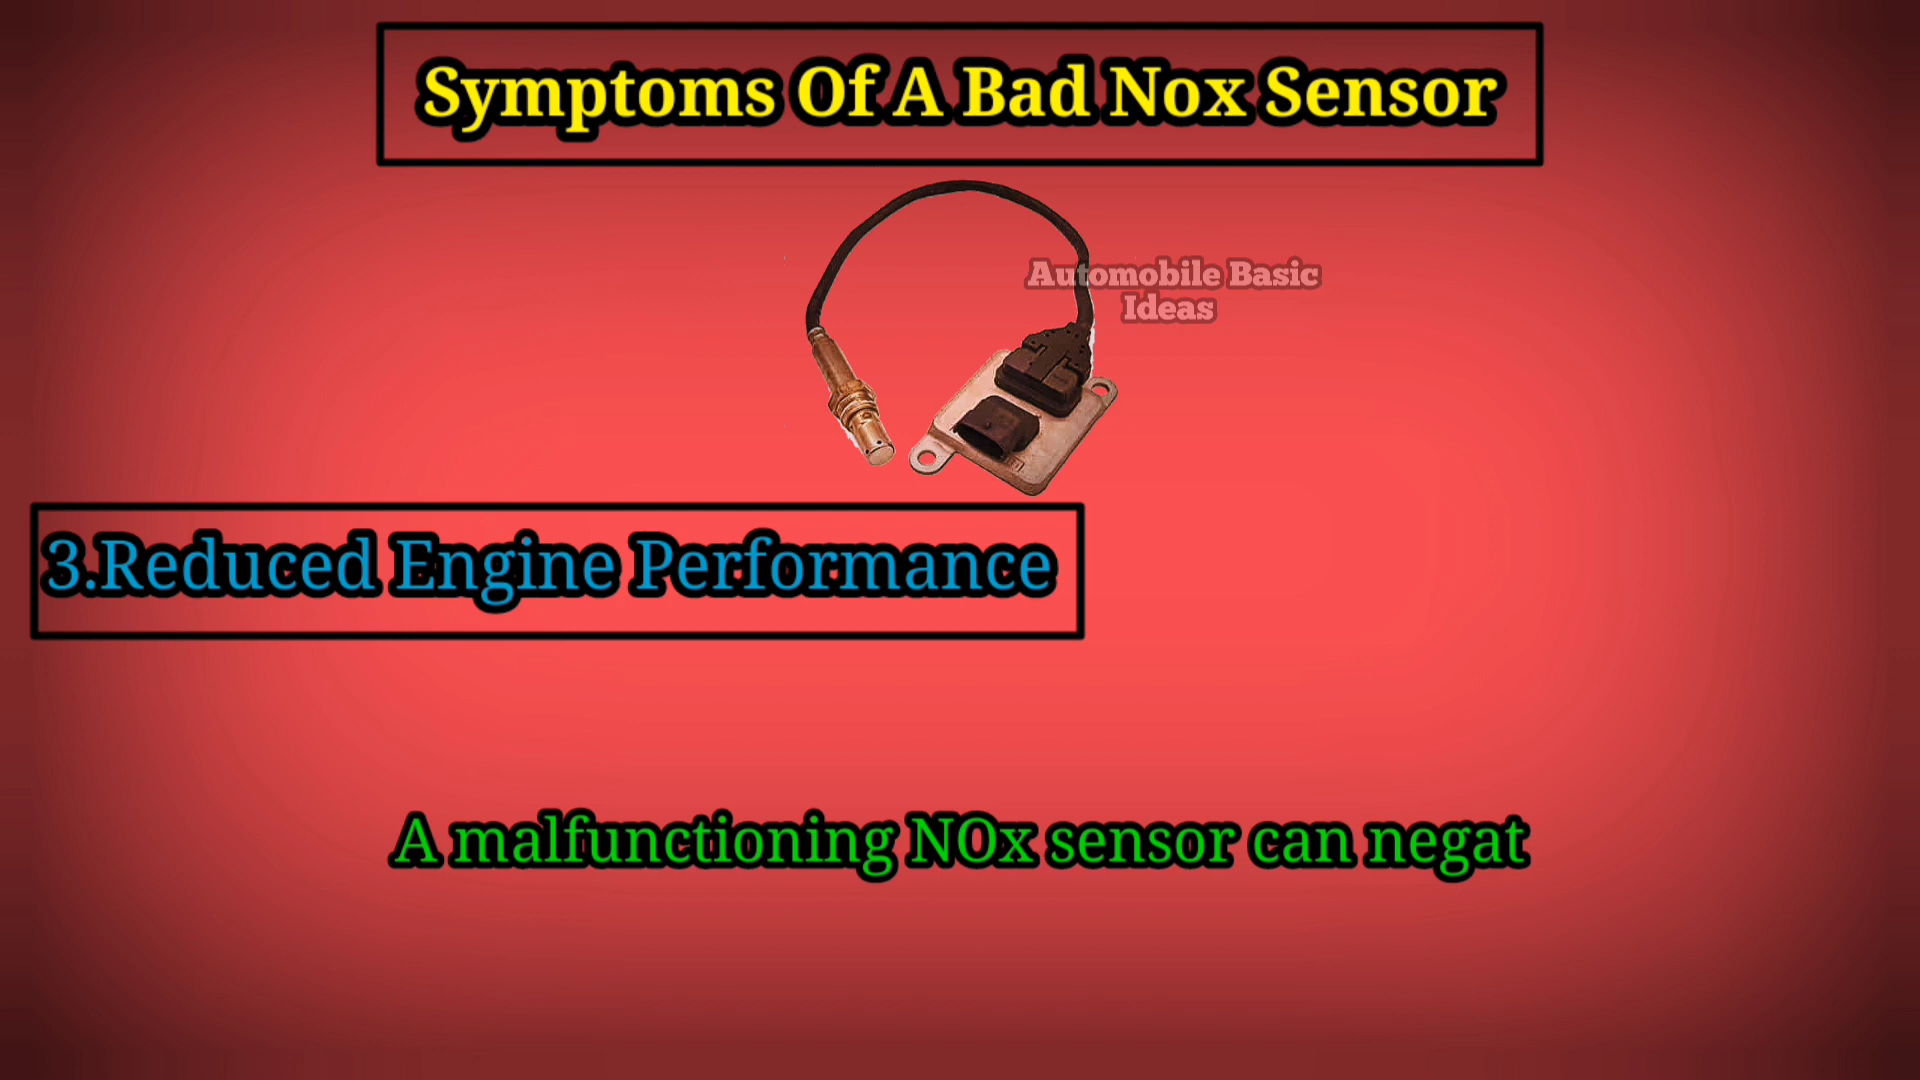 Symptoms Of A Bad Nox Sensor
Automobile Basic
Ideas
3.Reduced Engine Performance
A malfunctioning NOx sensor can negat